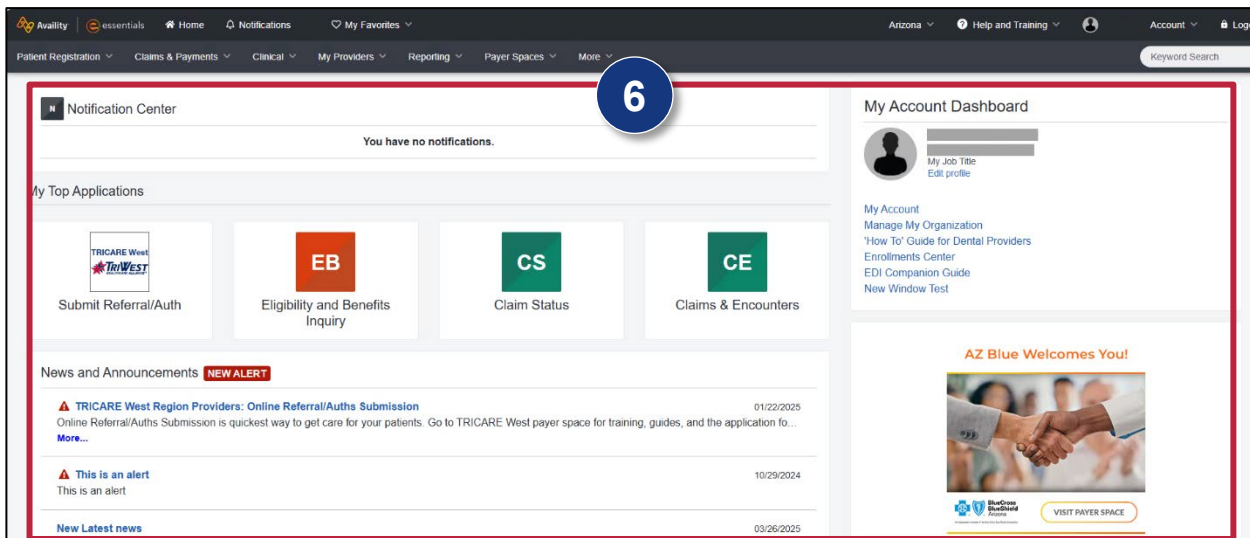 Availity essentials Home Notifications My Favorites Arizona Help and Training Account
Patient Registration Claims & Payments Clinical My Providers Reporting Payer Spaces More Keyword Search
6
N Notification Center
You have no notifications.
My Top Applications
TRICARE West
TRIWEST
Submit Referral/Auth
EB
Eligibility and Benefits
Inquiry
CS
Claim Status
CE
Claims & Encounters
News and Announcements NEW ALERT
TRICARE West Region Providers: Online Referral/Auths Submission 01/22/2025
Online Referral/Auths Submission is quickest way to get care for your patients. Go to TRICARE West payer space for training, guides, and the application fo...
More...
This is an alert 10/29/2024
This is an alert
New Latest news 03/26/2025
My Account Dashboard
My Job Title
Edit profile
My Account
Manage My Organization
'How To' Guide for Dental Providers
Enrollments Center
EDI Companion Guide
New Window Test
AZ Blue Welcomes You!
BlueCross
BlueShield
Arizona
VISIT PAYER SPACE